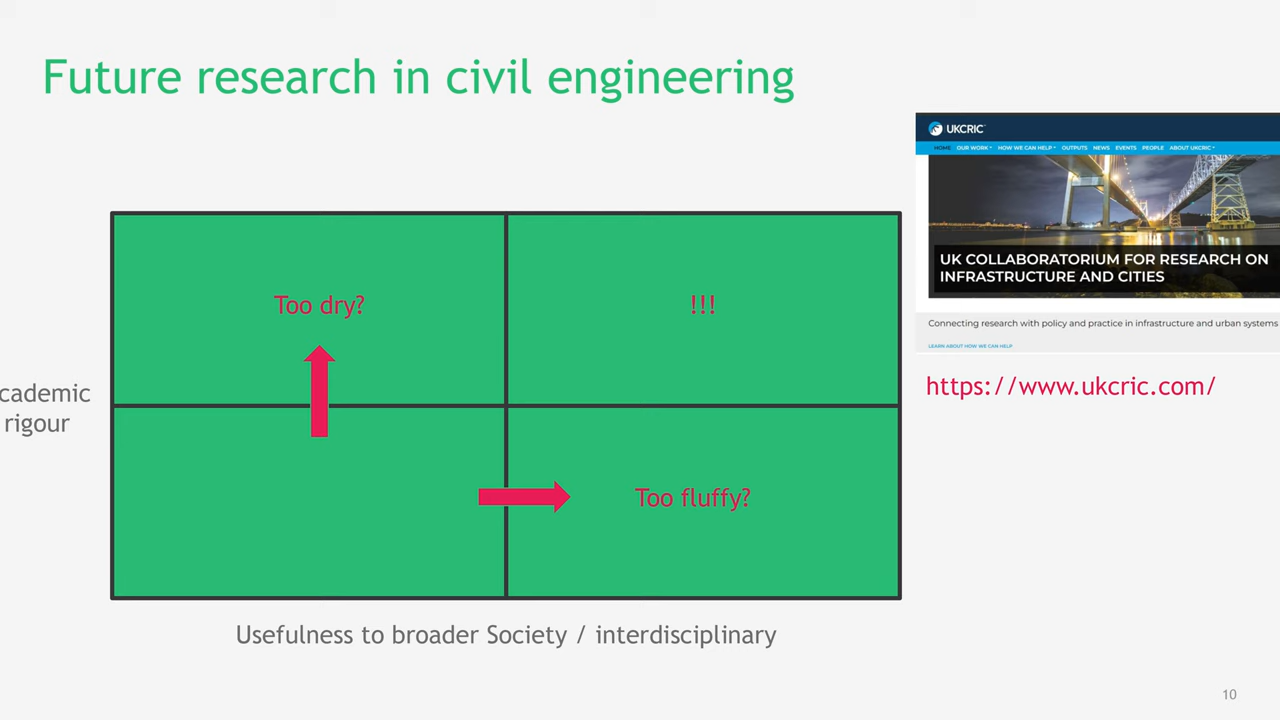 Future research in civil engineering
UKCRIC
HOME OUR WORK HOW WE CAN HELP OUTPUTS NEWS EVENTS PEOPLE ABOUT UKCRIC
UK COLLABORATORIUM FOR RESEARCH ON
INFRASTRUCTURE AND CITIES
Connecting research with policy and practice in infrastructure and urban systems
LEARN ABOUT HOW WE CAN HELP
https://www.ukcric.com/
Too dry?
!!!
cademic
rigour
Too fluffy?
Usefulness to broader Society / interdisciplinary
10